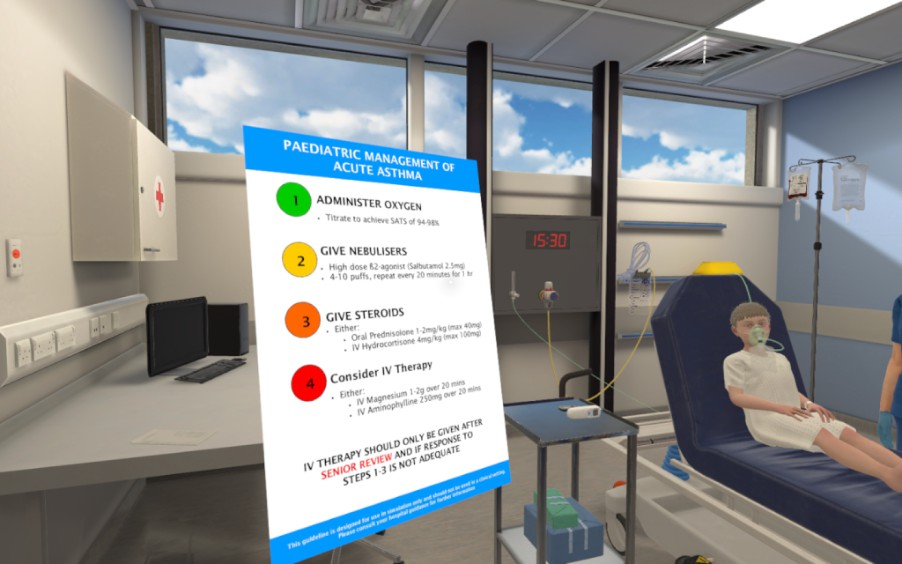 PAEDIATRIC MANAGEMENT OF
ACUTE ASTHMA
1 ADMINISTER OXYGEN
• Titrate to achieve SATS of 94-98%
2 GIVE NEBULISERS
• High dose ß2-agonist (Salbutamol 2.5mg)
• 4-10 puffs, repeat every 20 minutes for 1 hr
3 GIVE STEROIDS
• Either:
• Oral Prednisolone 1-2mg/kg (max 40mg)
• IV Hydrocortisone 4mg/kg (max 100mg)
4 Consider IV Therapy
• Either:
• IV Magnesium 1-2g over 20 mins
• IV Aminophylline 250mg over 20 mins
IV THERAPY SHOULD ONLY BE GIVEN AFTER
SENIOR REVIEW AND IF RESPONSE TO
STEPS 1-3 IS NOT ADEQUATE
This guideline is designed for use in simulation only and should not be used in a clinical setting.
Please consult your hospital guidance for further information
15:30